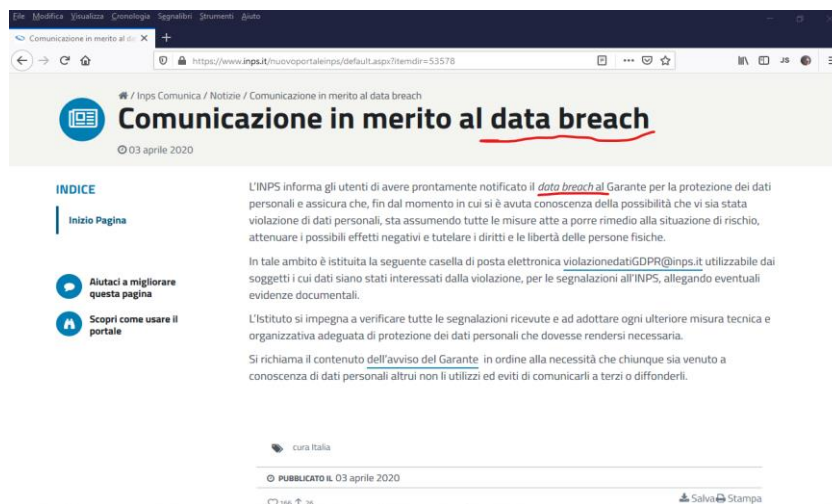 File Modifica Visualizza Cronologia Segnalibri Strumenti Aiuto
Comunicazione in merito al da
https://www.inps.it/nuovoportaleinps/default.aspx?itemdir=53578
JS
/ Inps Comunica / Notizie / Comunicazione in merito al data breach
Comunicazione in merito al data breach
03 aprile 2020
INDICE
Inizio Pagina
Aiutaci a migliorare
questa pagina
Scopri come usare il
portale
L'INPS informa gli utenti di avere prontamente notificato il data breach al Garante per la protezione dei dati
personali e assicura che, fin dal momento in cui si è avuta conoscenza della possibilità che vi sia stata
violazione di dati personali, sta assumendo tutte le misure atte a porre rimedio alla situazione di rischio,
attenuare i possibili effetti negativi e tutelare i diritti e le libertà delle persone fisiche.
In tale ambito è istituita la seguente casella di posta elettronica violazionedatiGDPR@inps.it utilizzabile dai
soggetti i cui dati siano stati interessati dalla violazione, per le segnalazioni all'INPS, allegando eventuali
evidenze documentali.
L'Istituto si impegna a verificare tutte le segnalazioni ricevute e ad adottare ogni ulteriore misura tecnica e
organizzativa adeguata di protezione dei dati personali che dovesse rendersi necessaria.
Si richiama il contenuto dell'avviso del Garante in ordine alla necessità che chiunque sia venuto a
conoscenza di dati personali altrui non li utilizzi ed eviti di comunicarli a terzi o diffonderli.
cura Italia
PUBBLICATO IL 03 aprile 2020
Salva Stampa